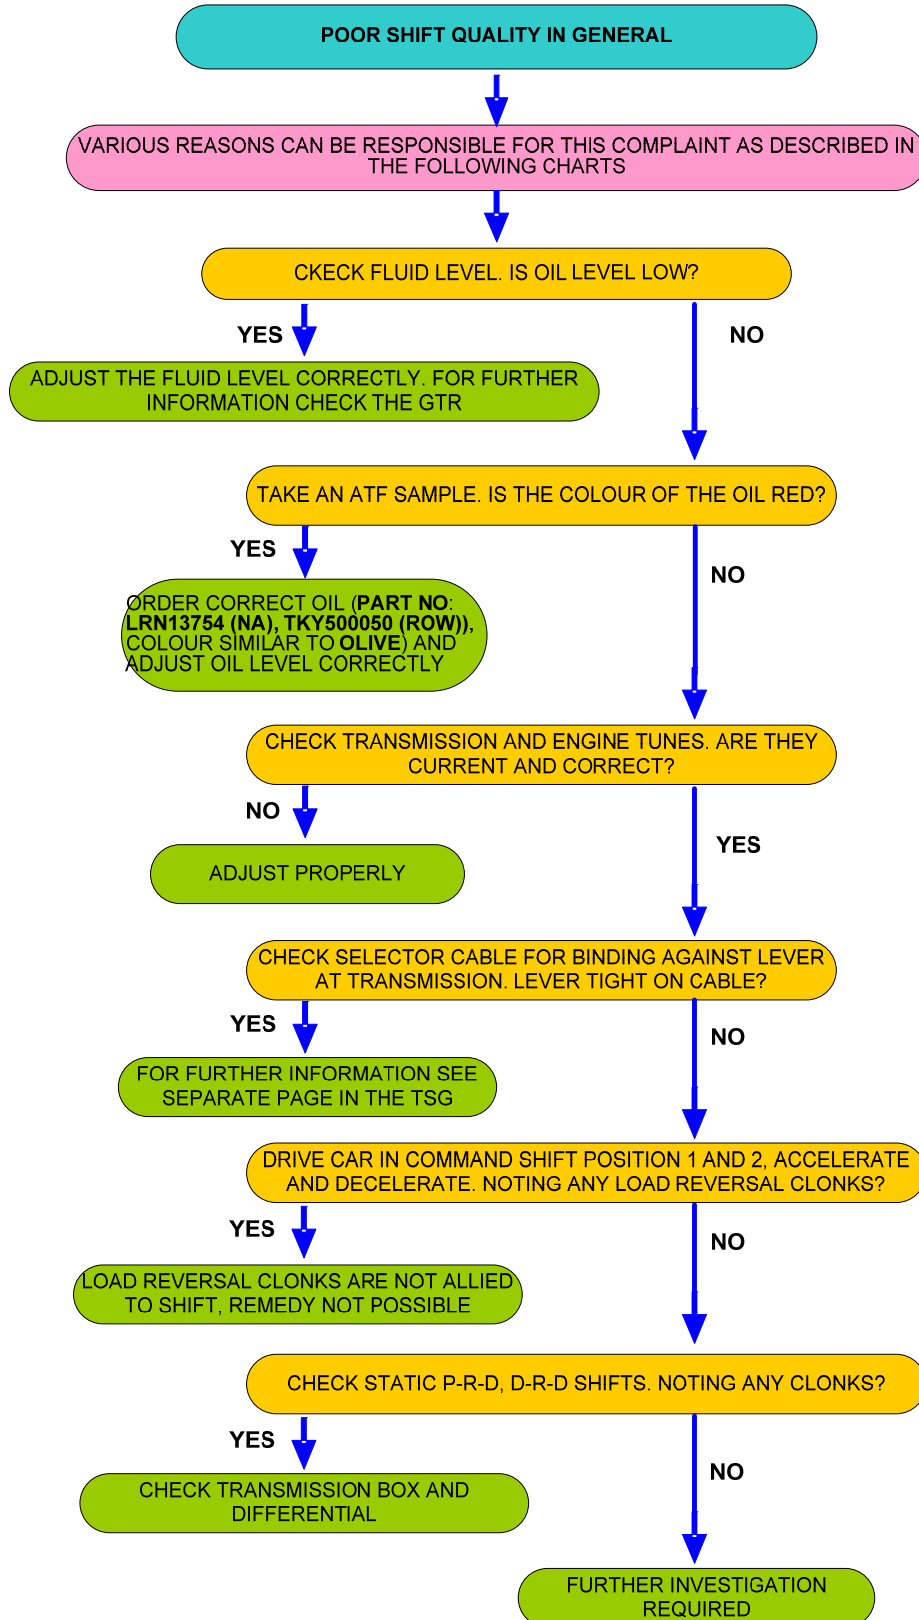 POOR SHIFT QUALITY IN GENERAL
VARIOUS REASONS CAN BE RESPONSIBLE FOR THIS COMPLAINT AS DESCRIBED IN
THE FOLLOWING CHARTS
CKECK FLUID LEVEL. IS OIL LEVEL LOW?
YES
NO
ADJUST THE FLUID LEVEL CORRECTLY. FOR FURTHER
INFORMATION CHECK THE GTR
TAKE AN ATF SAMPLE. IS THE COLOUR OF THE OIL RED?
YES
NO
ORDER CORRECT OIL (PART NO:
LRN13754 (NA), TKY500050 (ROW)),
COLOUR SIMILAR TO OLIVE) AND
ADJUST OIL LEVEL CORRECTLY
CHECK TRANSMISSION AND ENGINE TUNES. ARE THEY
CURRENT AND CORRECT?
NO
YES
ADJUST PROPERLY
CHECK SELECTOR CABLE FOR BINDING AGAINST LEVER
AT TRANSMISSION. LEVER TIGHT ON CABLE?
YES
NO
FOR FURTHER INFORMATION SEE
SEPARATE PAGE IN THE TSG
DRIVE CAR IN COMMAND SHIFT POSITION 1 AND 2, ACCELERATE
AND DECELERATE. NOTING ANY LOAD REVERSAL CLONKS?
YES
NO
LOAD REVERSAL CLONKS ARE NOT ALLIED
TO SHIFT, REMEDY NOT POSSIBLE
CHECK STATIC P-R-D, D-R-D SHIFTS. NOTING ANY CLONKS?
YES
NO
CHECK TRANSMISSION BOX AND
DIFFERENTIAL
FURTHER INVESTIGATION
REQUIRED